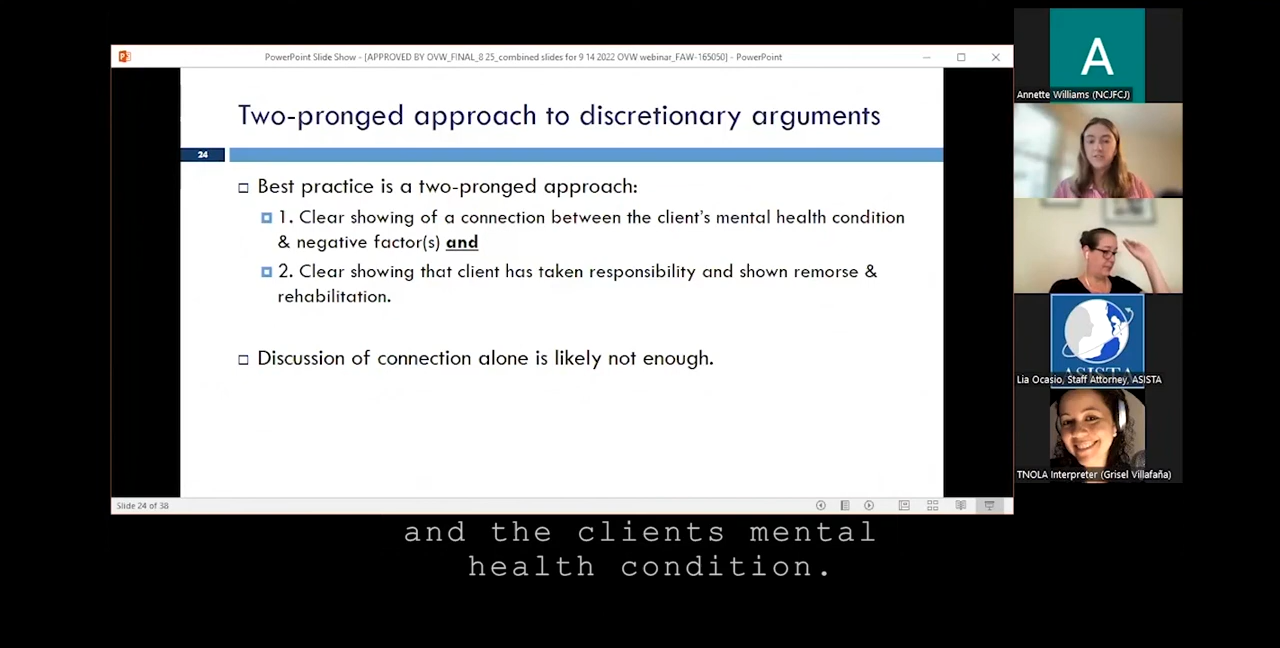 PowerPoint Slide Show - [APPROVED BY OVW_FINAL_8 25_combined slides for 9 14 2022 OVW webinar_FAW-165050] - PowerPoint
Two-pronged approach to discretionary arguments
24
Best practice is a two-pronged approach:
1. Clear showing of a connection between the client's mental health condition
& negative factor(s) and
2. Clear showing that client has taken responsibility and shown remorse &
rehabilitation.
Discussion of connection alone is likely not enough.
Slide 24 of 38
A
Annette Williams (NCJFCJ)
ASISTA
Lia Ocasio, Staff Attorney, ASISTA
TNOLA Interpreter (Grisel Villafaña)
and the clients mental
health condition.